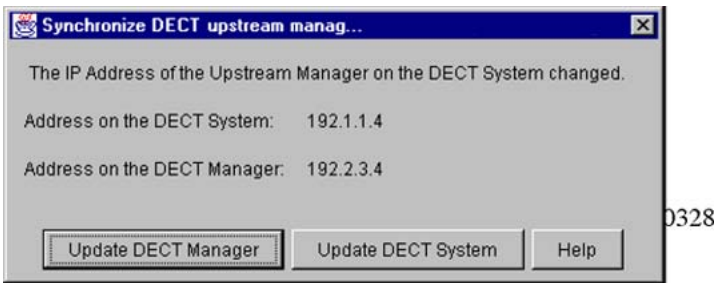 Synchronize DECT upstream manag...
The IP Address of the Upstream Manager on the DECT System changed.
Address on the DECT System: 192.1.1.4
Address on the DECT Manager: 192.2.3.4
0328
Update DECT Manager Update DECT System Help